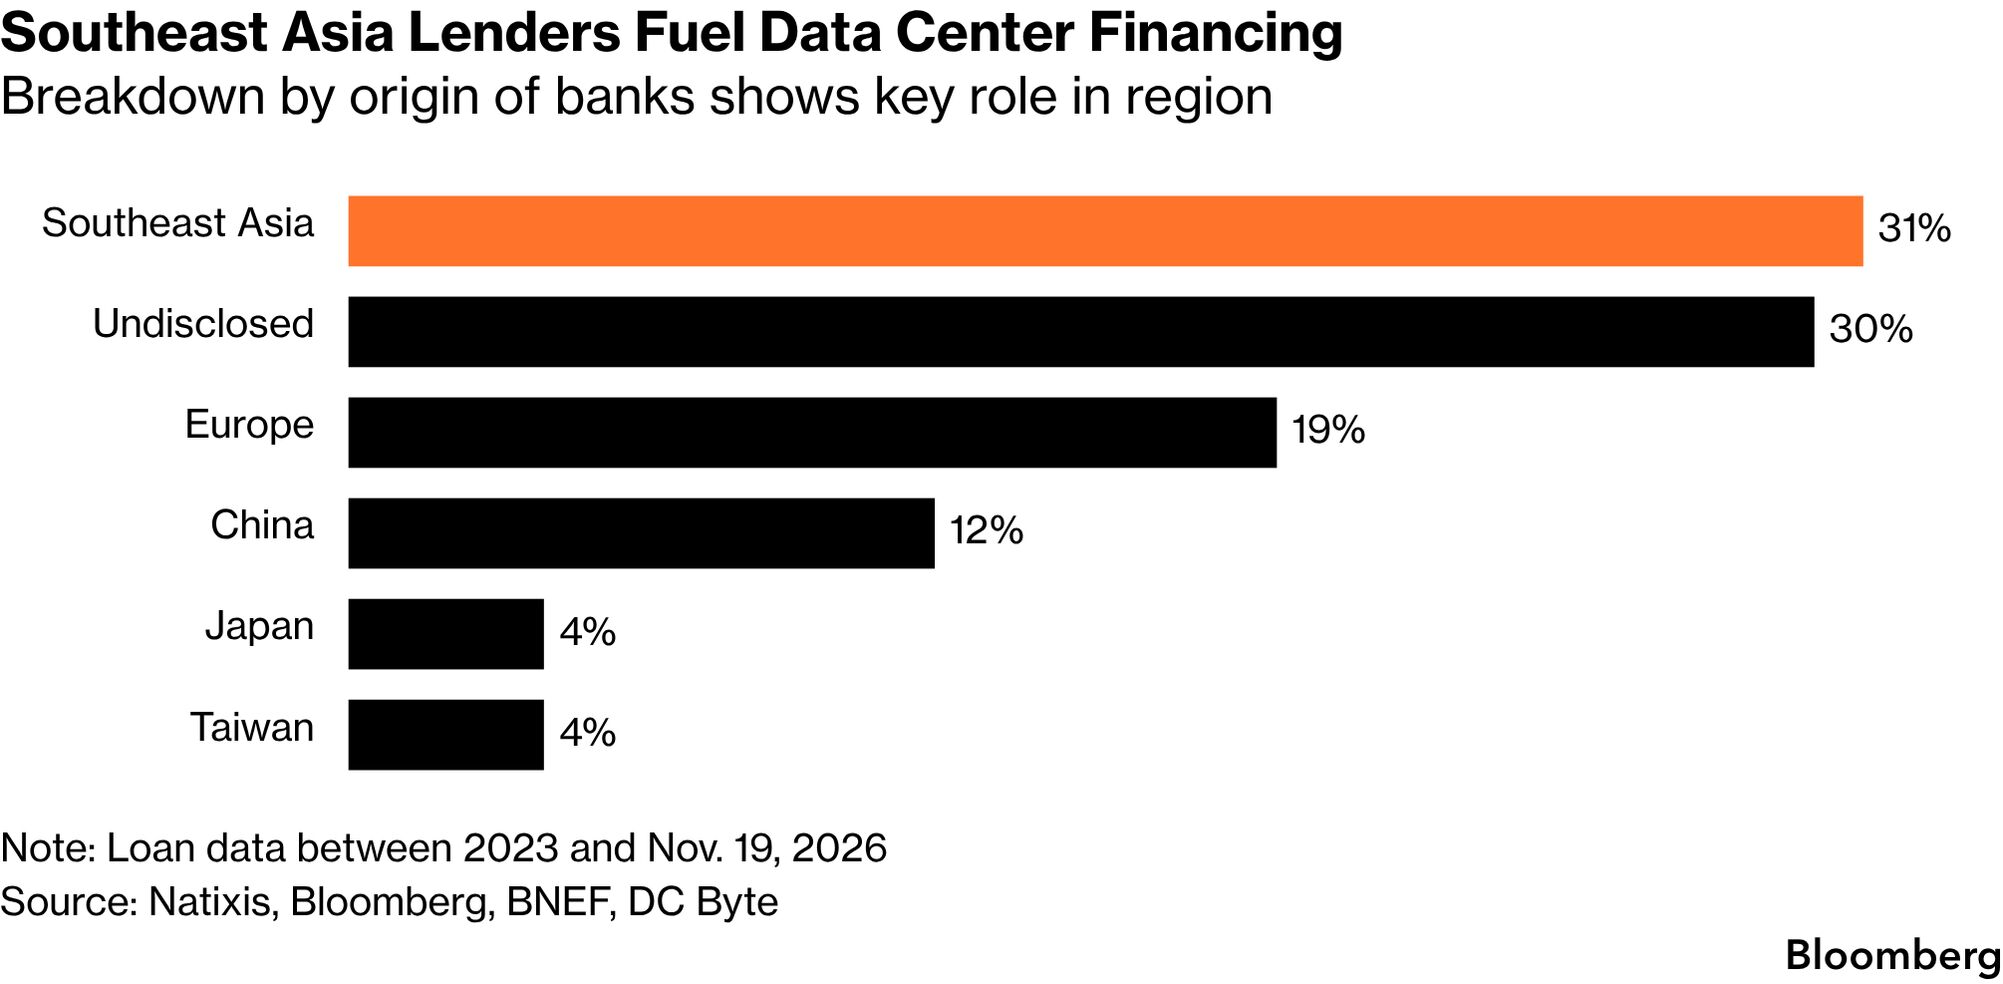 Southeast Asia Lenders Fuel Data Center Financing
Breakdown by origin of banks shows key role in region
Southeast Asia 31%
Undisclosed 30%
Europe 19%
China 12%
Japan 4%
Taiwan 4%
Note: Loan data between 2023 and Nov. 19, 2026
Source: Natixis, Bloomberg, BNEF, DC Byte
Bloomberg